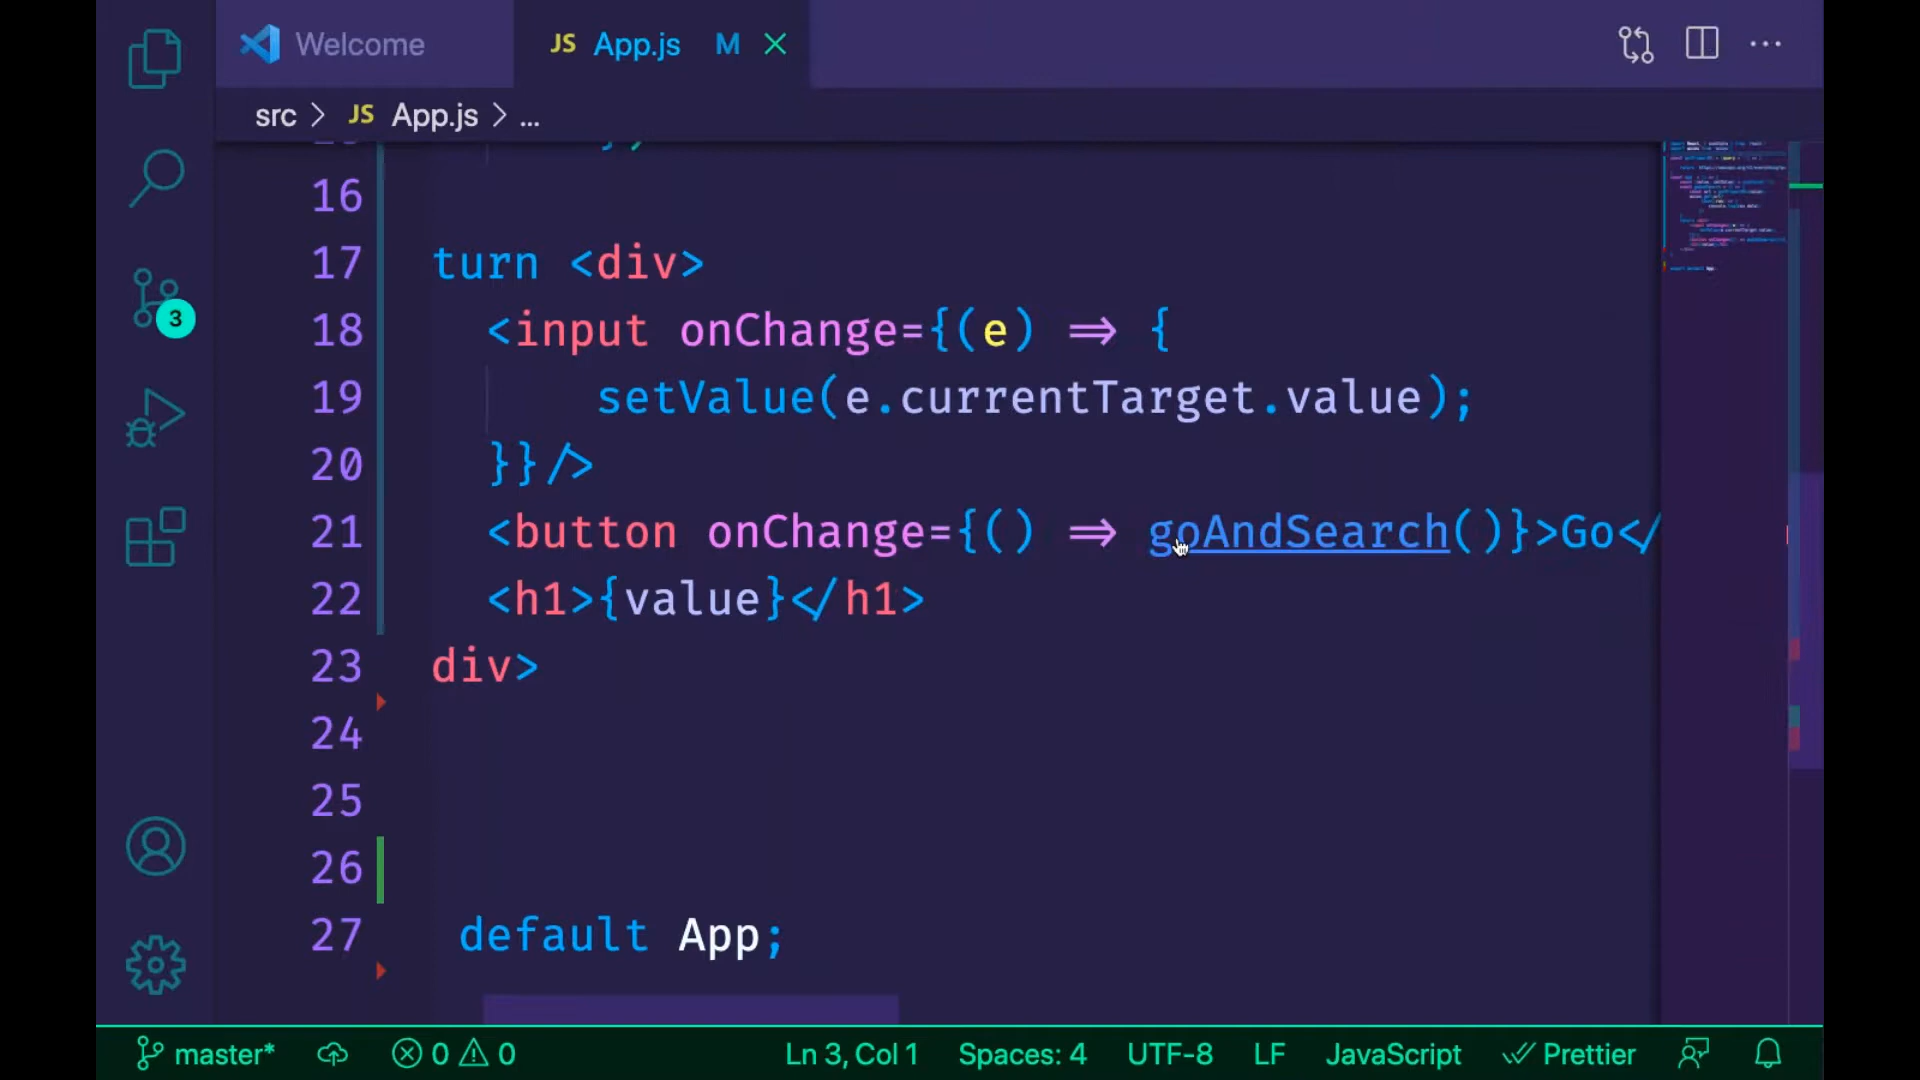 Welcome
JS App.js M
src > JS App.js > ...
16
17 turn <div>
18 <input onChange={(e) => {
19 setValue(e.currentTarget.value);
20 }}/>
21 <button onChange={() => goAndSearch()}>Go</
22 <h1>{value}</h1>
23 div>
24
25
26
27 default App;
3
master* 0 0 Ln 3, Col 1 Spaces: 4 UTF-8 LF JavaScript Prettier